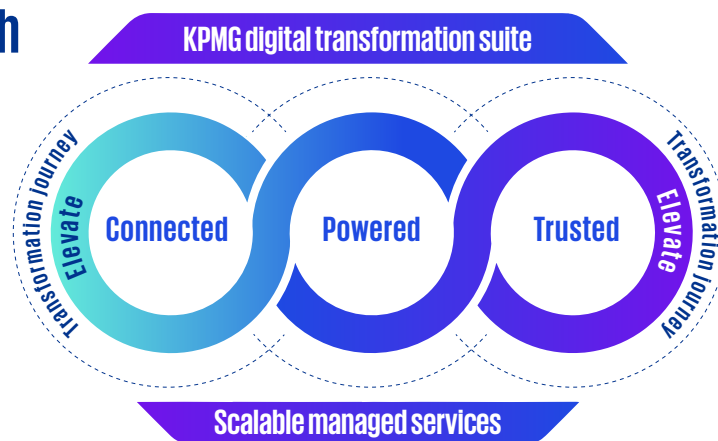 h
KPMG digital transformation suite
Transformation journey
Elevate
Connected
Powered
Trusted
Elevate
Transformation journey
Scalable managed services